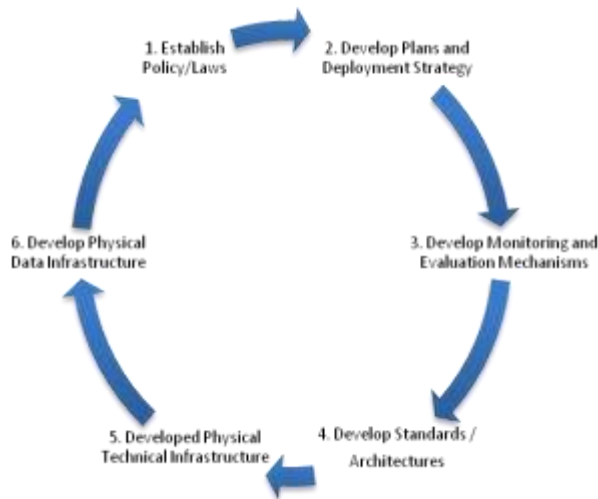 1. Establish
Policy/Laws
2. Develop Plans and
Deployment Strategy
3. Develop Monitoring and
Evaluation Mechanisms
4. Develop Standards /
Architectures
5. Developed Physical
Technical Infrastructure
6. Develop Physical
Data Infrastructure